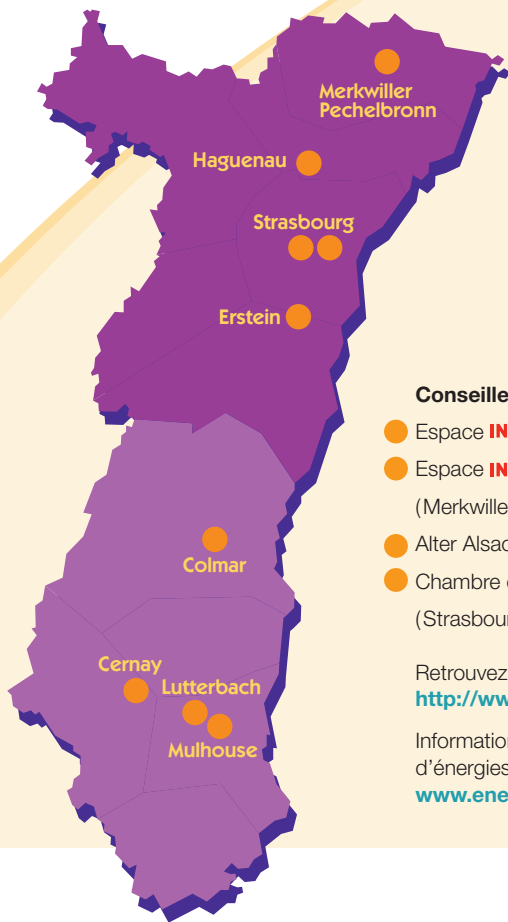 Merkwiller
Pechelbronn
Haguenau
Strasbourg
Erstein
Colmar
Cernay
Lutterbach
Mulhouse
Conseille
Espace IN
Espace IN
(Merkwille
Alter Alsac
Chambre
(Strasbour
Retrouvez
http://ww
Information
d'énergies
www.ene